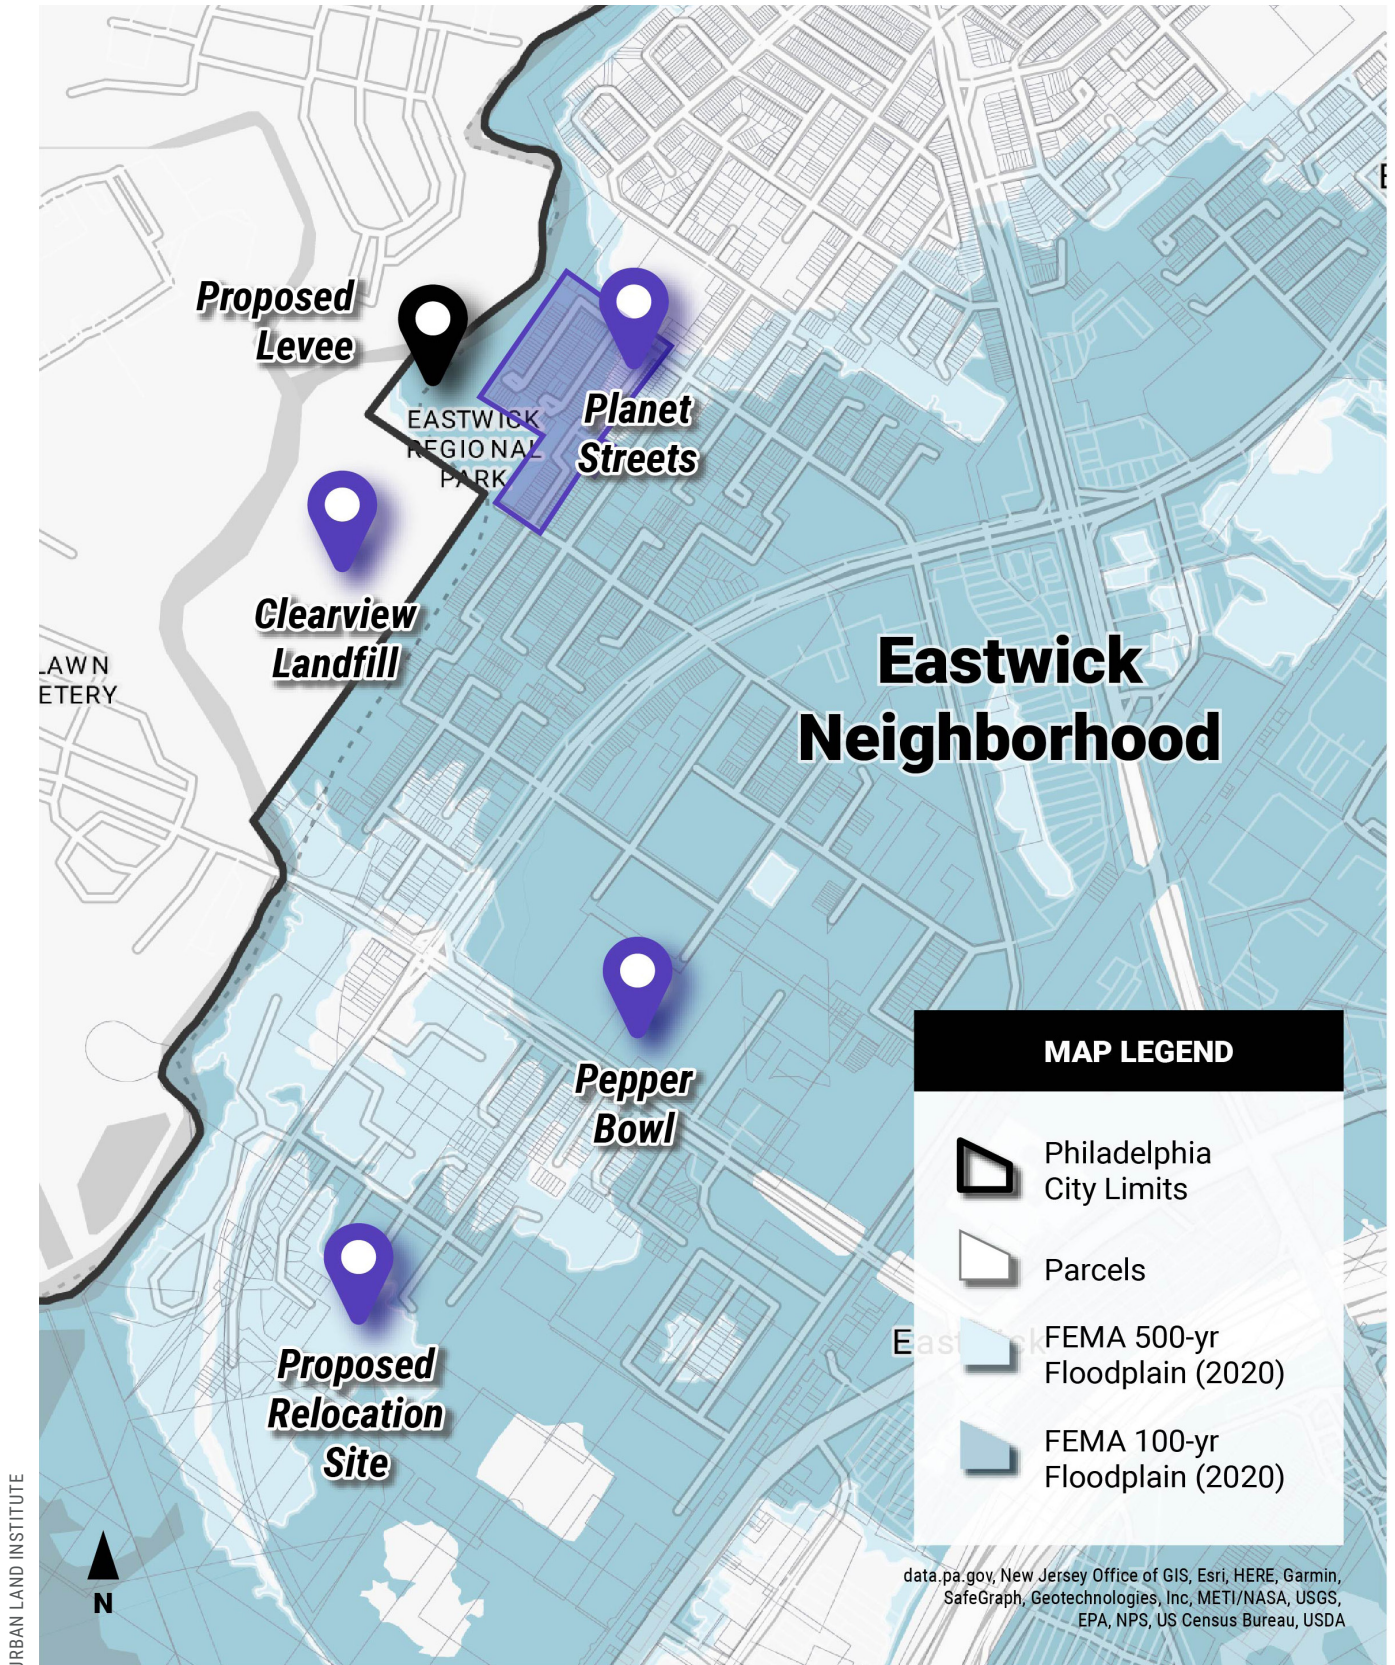 Proposed
Levee
EASTWICK
REGIONAL
PARK
Planet
Streets
Clearview
Landfill
LAWN
ETERY
Eastwick
Neighborhood
Pepper
Bowl
Proposed
Relocation
Site
E
Eastwick
MAP LEGEND
Philadelphia
City Limits
Parcels
FEMA 500-yr
Floodplain (2020)
FEMA 100-yr
Floodplain (2020)
N
URBAN LAND INSTITUTE
data.pa.gov, New Jersey Office of GIS, Esri, HERE, Garmin,
SafeGraph, Geotechnologies, Inc, METI/NASA, USGS,
EPA, NPS, US Census Bureau, USDA